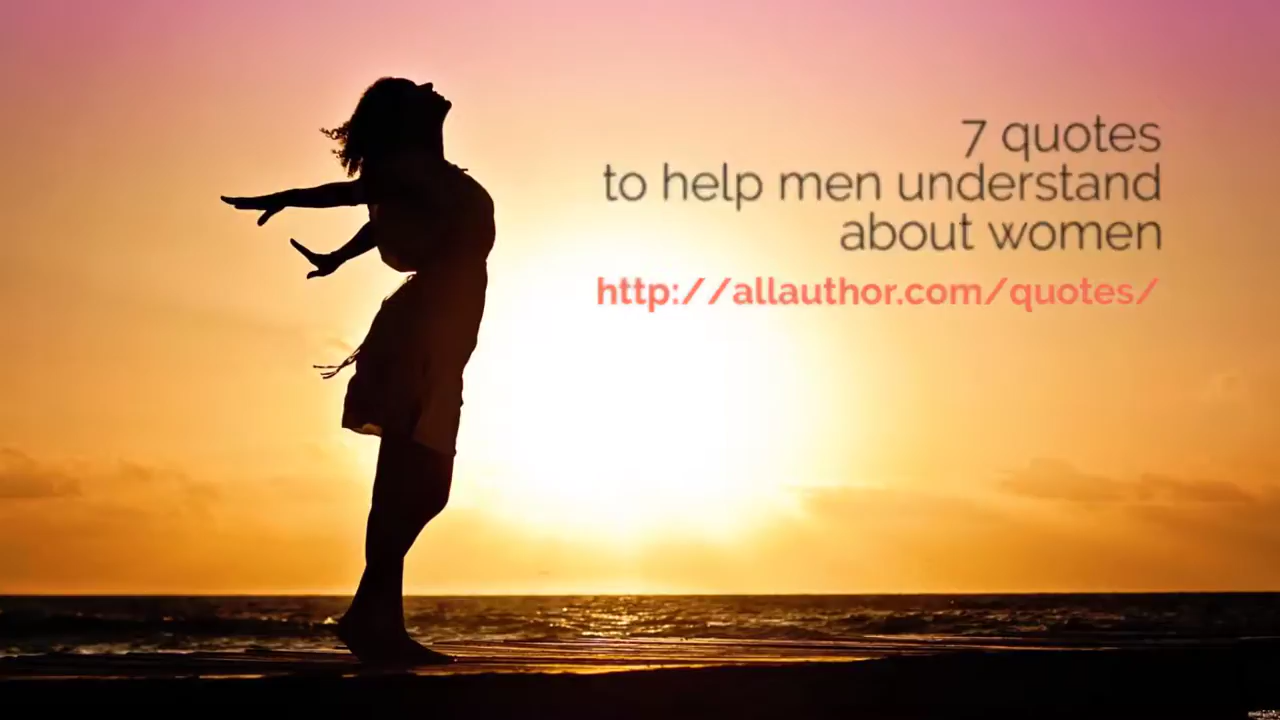 7 quotes
to help men understand
about women
http://allauthor.com/quotes/